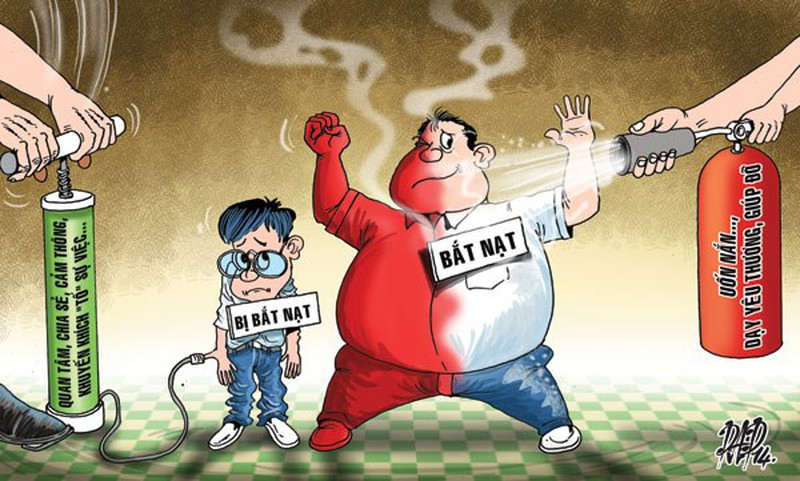 QUAN TÂM, CHIA SẺ, CẢM THÔNG,
KHUYẾN KHÍCH "TỐ" SỰ VIỆC...
BỊ BẮT NẠT
BẮT NẠT
UỐN NẮN...,
DẠY YÊU THƯƠNG, GIÚP ĐỠ